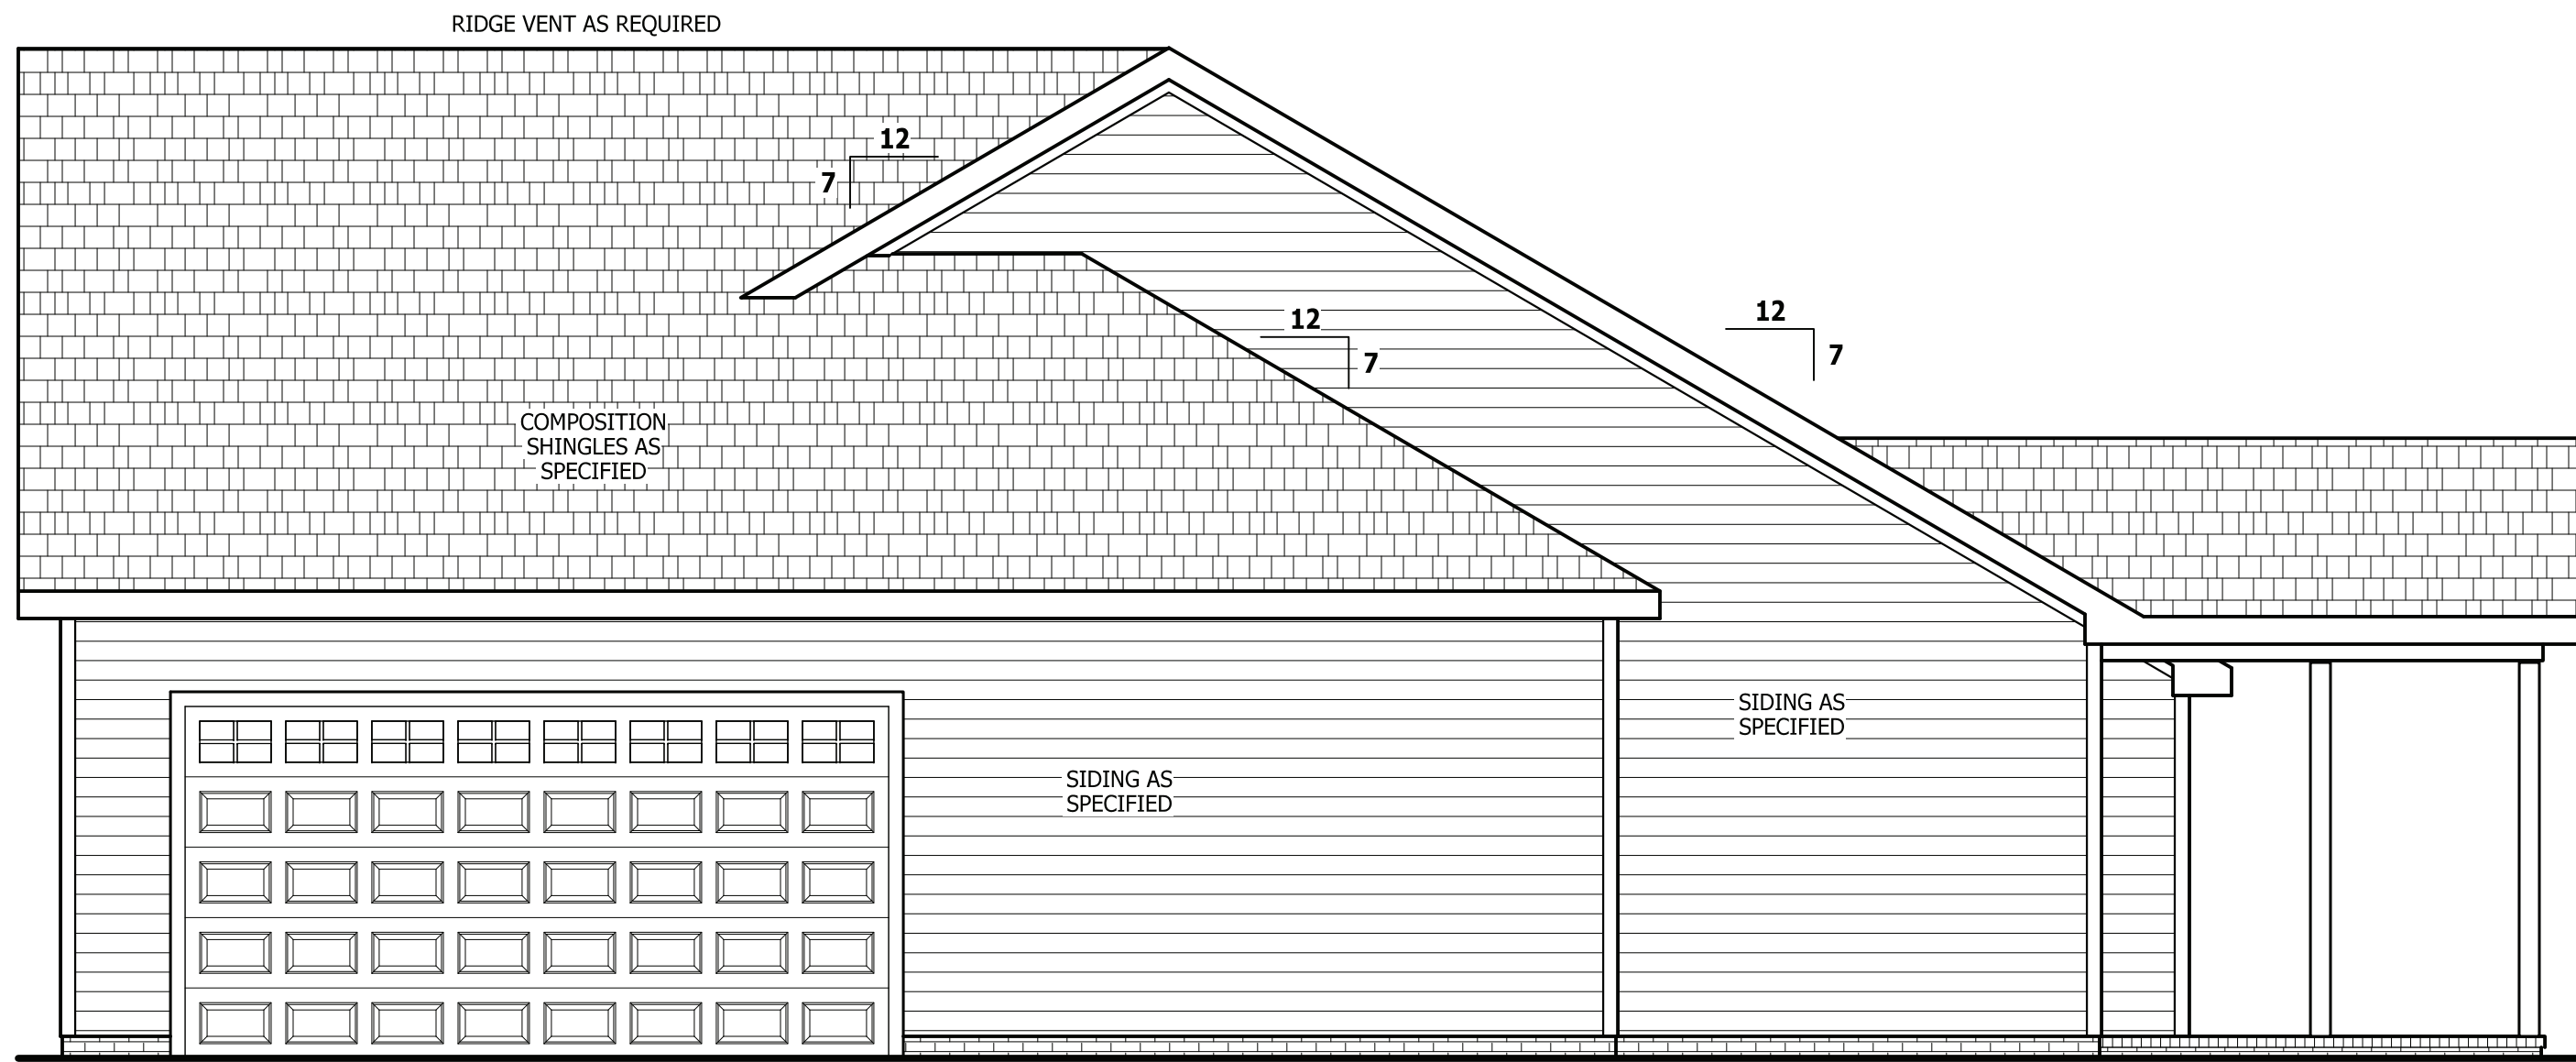 RIDGE VENT AS REQUIRED
12
7
12
7
12
7
COMPOSITION
SHINGLES AS
SPECIFIED
SIDING AS
SPECIFIED
SIDING AS
SPECIFIED